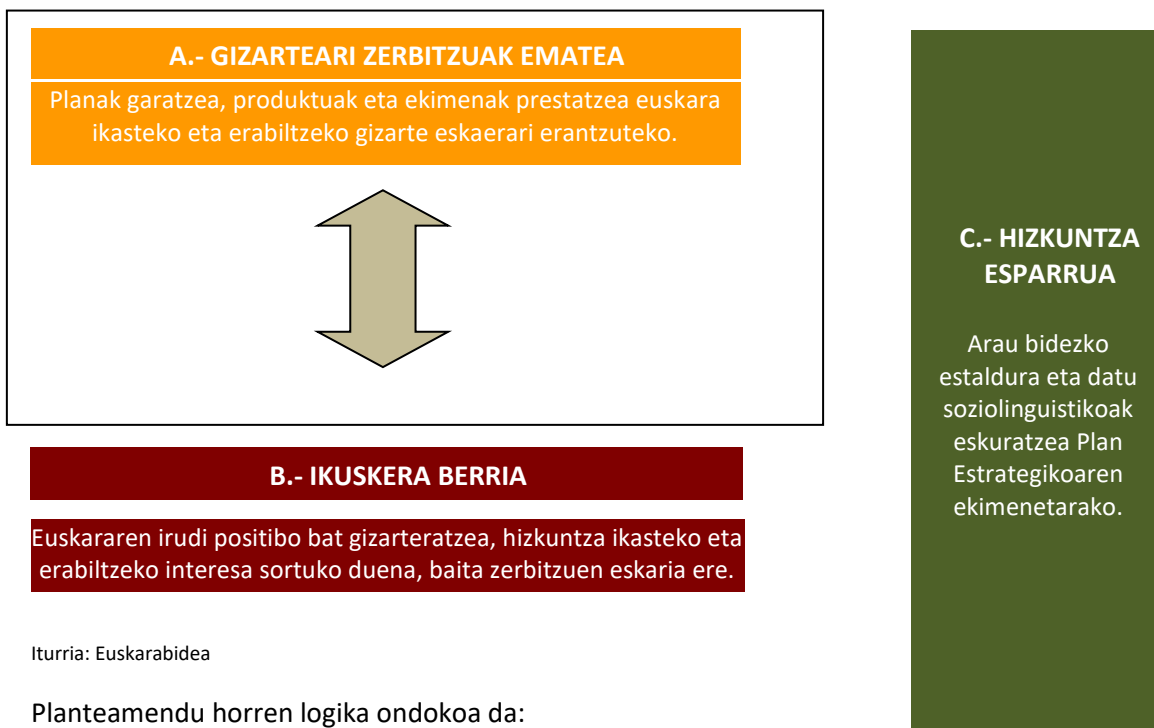 A.- GIZARTEARI ZERBITZUAK EMATEA
Planak garatzea, produktuak eta ekimenak prestatzea euskara
ikasteko eta erabiltzeko gizarte eskaerari erantzuteko.
B.- IKUSKERA BERRIA
Euskararen irudi positibo bat gizarteratzea, hizkuntza ikasteko eta
erabiltzeko interesa sortuko duena, baita zerbitzuen eskaria ere.
C.- HIZKUNTZA
ESPARRUA
Arau bidezko
estaldura eta datu
soziolinguistikoak
eskuratzea Plan
Estrategikoaren
ekimenetarako.
Iturria: Euskarabidea
Planteamendu horren logika ondokoa da: